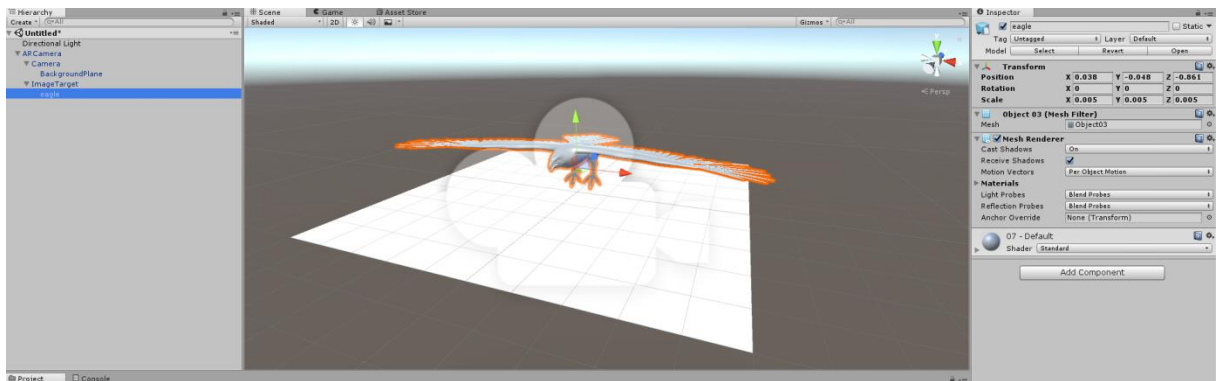 Hierarchy
Create
All
Untitled*
Directional Light
ARCamera
Camera
BackgroundPlane
ImageTarget
eagle
Scene
Game
Asset Store
Shaded
2D
Gizmos
All
Persp
Inspector
eagle
Static
Tag Untagged Layer Default
Model Select Revert Open
Transform
Position X 0.038 Y -0.048 Z -0.861
Rotation X 0 Y 0 Z 0
Scale X 0.005 Y 0.005 Z 0.005
Object 03 (Mesh Filter)
Mesh Object03
Mesh Renderer
Cast Shadows On
Receive Shadows
Motion Vectors Per Object Motion
Materials
Light Probes Blend Probes
Reflection Probes Blend Probes
Anchor Override None (Transform)
07 - Default
Shader Standard
Add Component
Project
Console